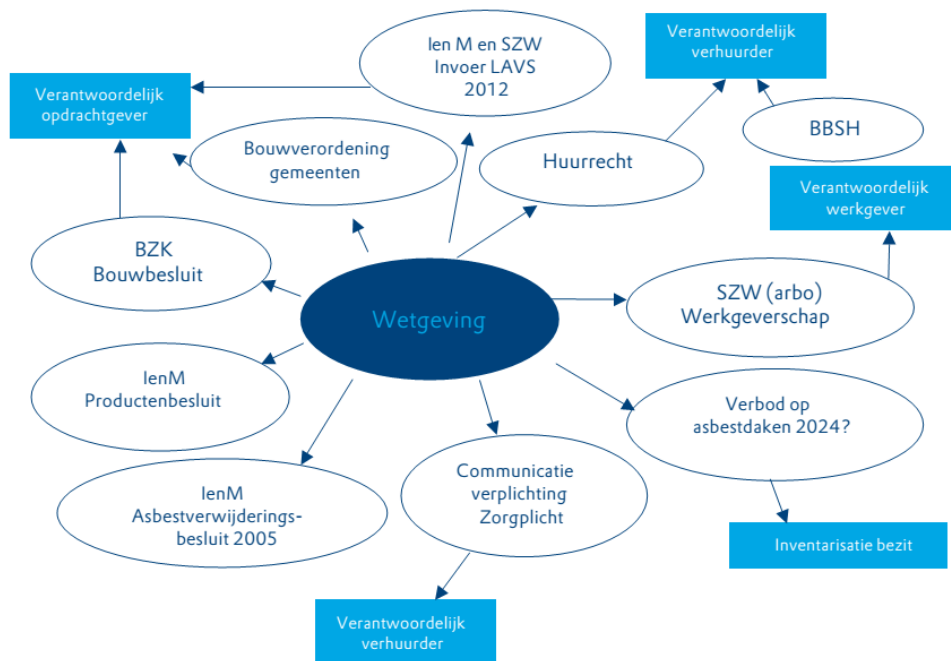 Ien M en SZW
Invoer LAVS
2012
Verantwoordelijk
verhuurder
Verantwoordelijk
opdrachtgever
BBSH
Bouwverordening
gemeenten
Huurrecht
Verantwoordelijk
werkgever
BZK
Bouwbesluit
SZW (arbo)
Werkgeverschap
Wetgeving
IenM
Productenbesluit
Verbod op
asbestdaken 2024?
Communicatie
verplichting
Zorgplicht
IenM
Asbestverwijderings-
besluit 2005
Inventarisatie bezit
Verantwoordelijk
verhuurder